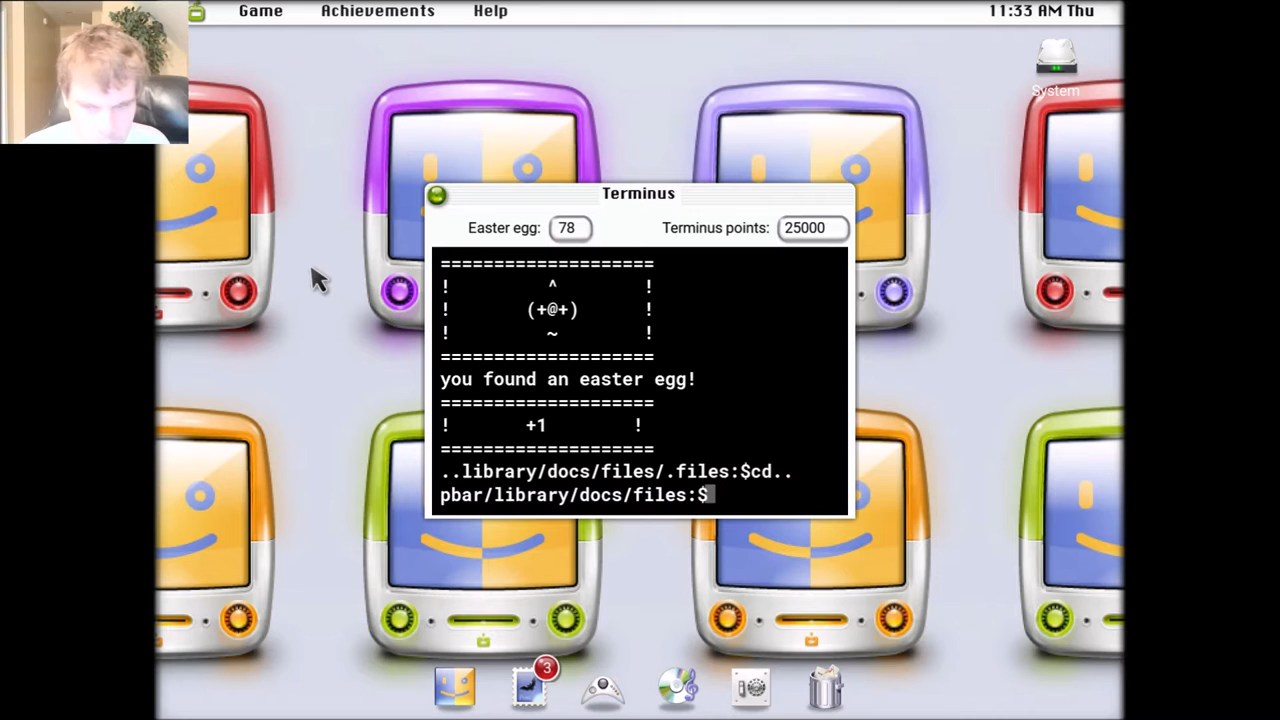 Game Achievements Help 11:33 AM Thu
System
Terminus
Easter egg: 78 Terminus points: 25000
====================
! ^ !
! (+@+) !
! ~ !
====================
you found an easter egg!
====================
! +1 !
====================
..library/docs/files/.files:$cd..
pbar/library/docs/files:$
3